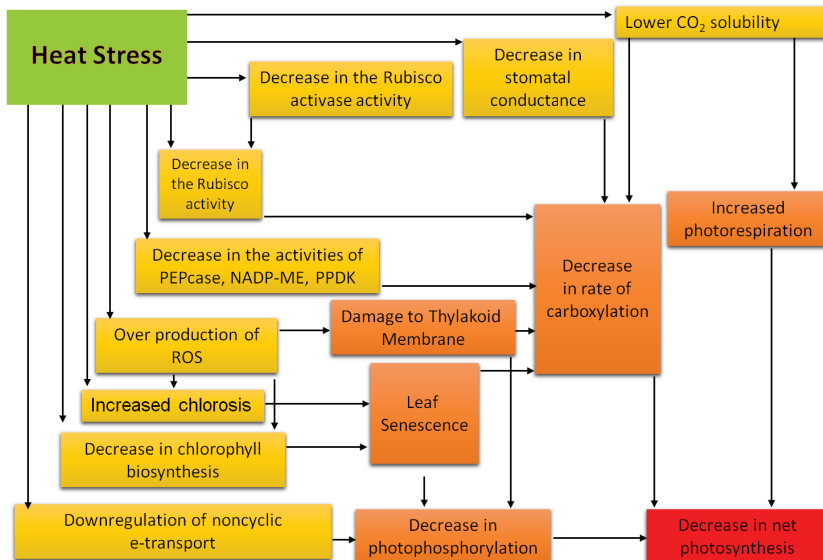 Heat Stress
Lower CO₂ solubility
Decrease in
stomatal
conductance
Decrease in the Rubisco
activase activity
Decrease in
the Rubisco
activity
Increased
photorespiration
Decrease in the activities of
PEPcase, NADP-ME, PPDK
Decrease
in rate of
carboxylation
Damage to Thylakoid
Membrane
Over production of
ROS
Increased chlorosis
Leaf
Senescence
Decrease in chlorophyll
biosynthesis
Downregulation of noncyclic
e-transport
Decrease in
photophosphorylation
Decrease in net
photosynthesis